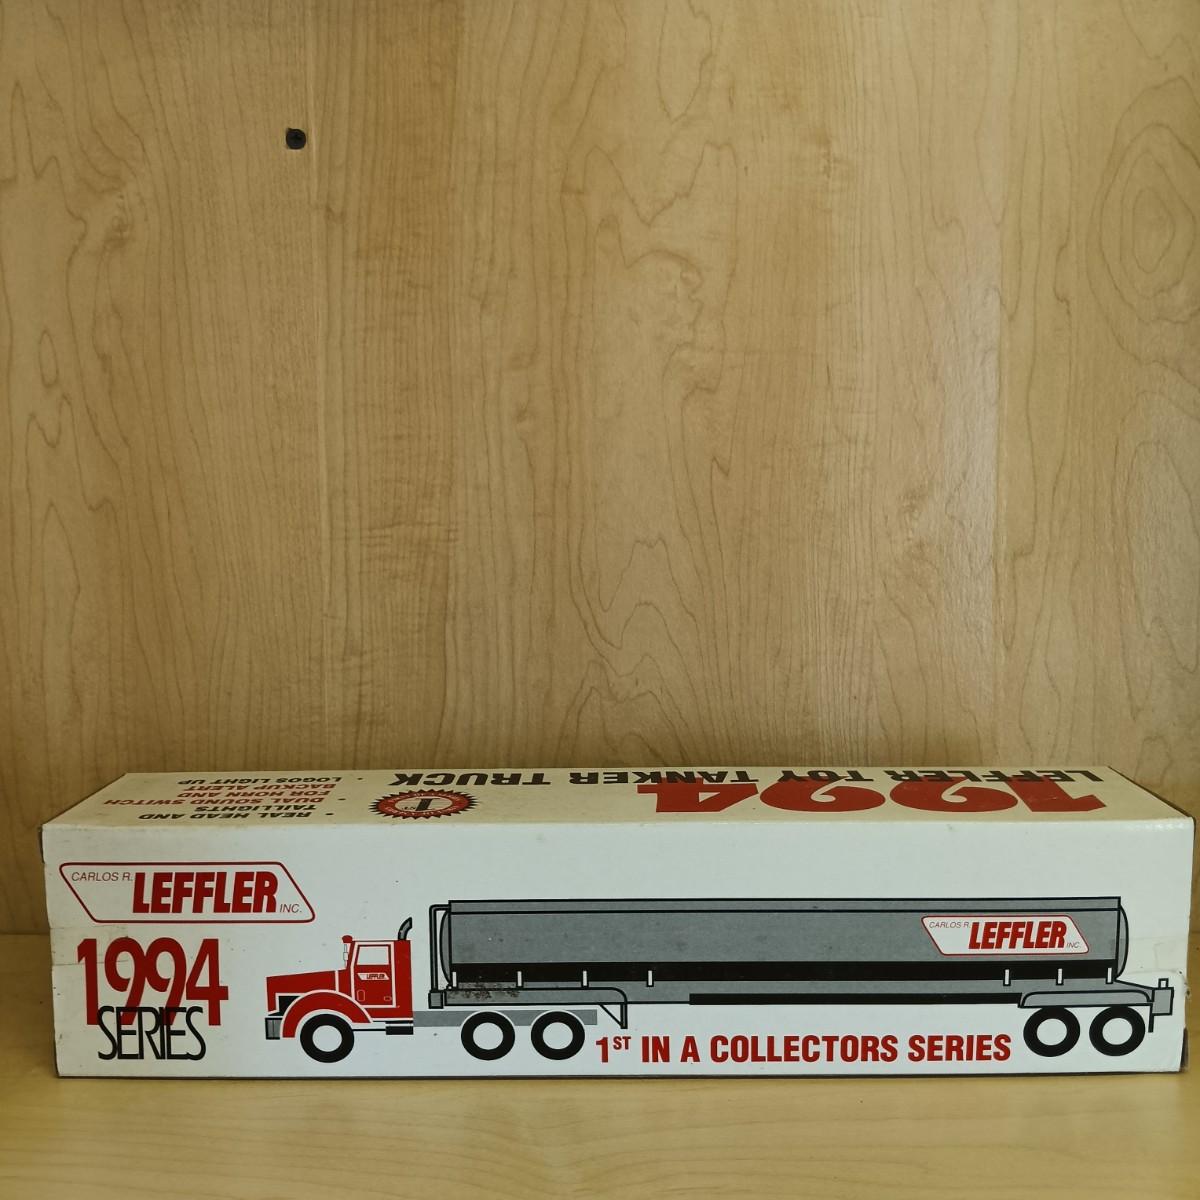 LEFFLER TOY TANKER TRUCK
1994
1
• REAL HEAD AND
TAILLIGHTS
• DUAL SOUND SWITCH
FOR HORN AND
BACKUP ALERT
• LOGOS LIGHT UP
CARLOS R. LEFFLER INC.
1994
SERIES
LEFFLER
CARLOS R. LEFFLER INC.
1ST IN A COLLECTORS SERIES